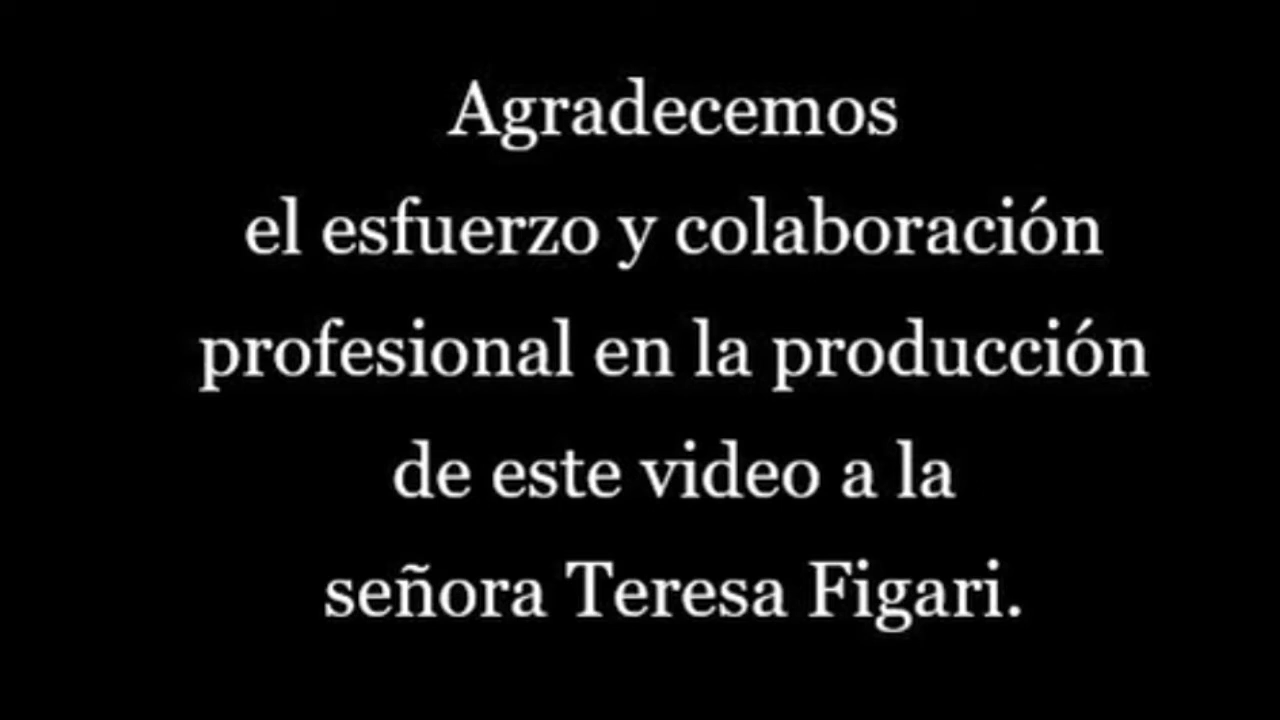 Agradecemos
el esfuerzo y colaboración
profesional en la producción
de este video a la
señora Teresa Figari.